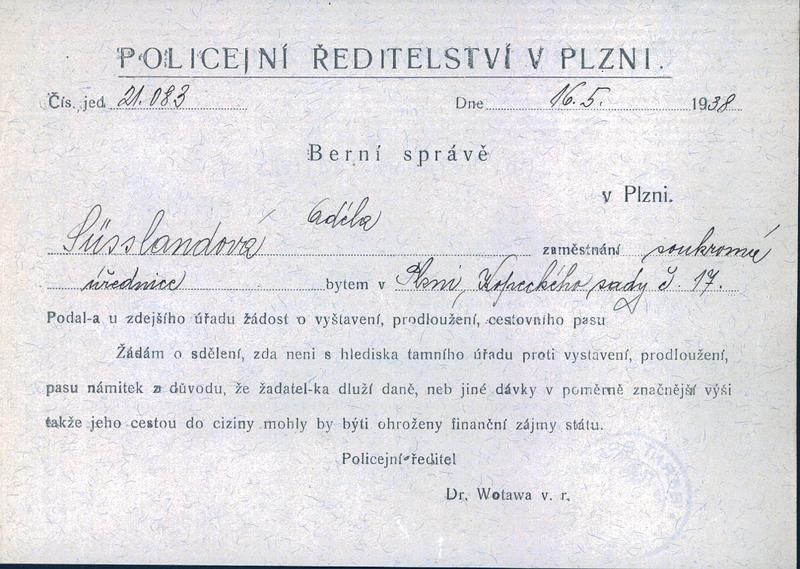 POLICEJNÍ ŘEDITELSTVÍ V PLZNI.
Čís. jed. 21.083 Dne 16.5. 1938
Berní správě
v Plzni.
Süsslandová Adéla zaměstnání soukromé
úřednice bytem v Plzni, Kopeckého sady č. 17.
Podal-a u zdejšího úřadu žádost o vyštavení, prodloužení, cestovního pasu
Žádám o sdělení, zda neni s hlediska tamního úřadu proti vystavení, prodloužení,
pasu námitek z důvodu, že žadatel-ka dluží daně, neb jiné dávky v poměrně značnější výši
takže jeho cestou do ciziny mohly by býti ohroženy finanční zájmy státu.
Policejní-ředitel
Dr. Wotawa v. r.